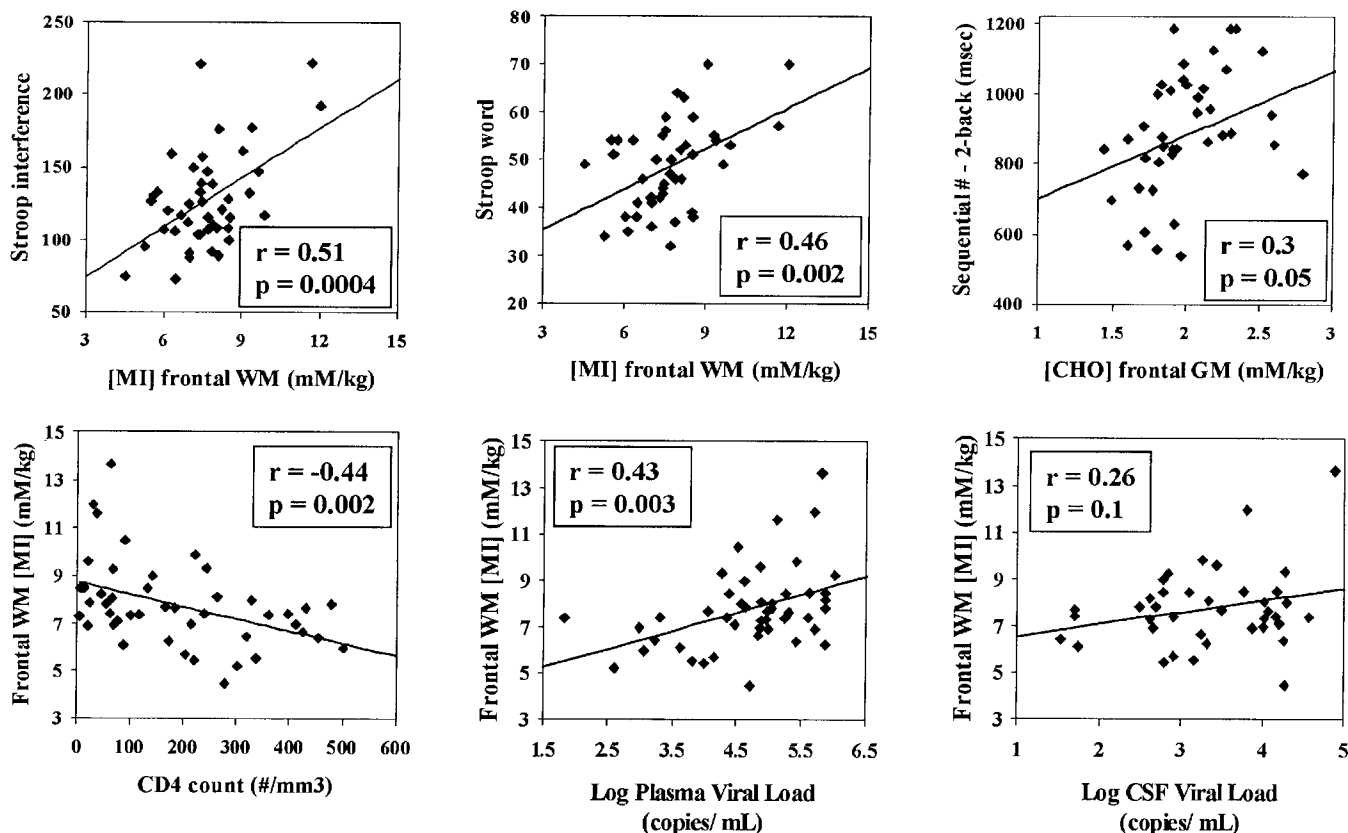 250
200
150
100
50
Stroop interference
r = 0.51
p = 0.0004
3 6 9 12 15
[MI] frontal WM (mM/kg)
80
70
60
50
40
30
20
Stroop word
r = 0.46
p = 0.002
3 6 9 12 15
[MI] frontal WM (mM/kg)
1200
1000
800
600
400
Sequential # - 2-back (msec)
r = 0.3
p = 0.05
1 1.5 2 2.5 3
[CHO] frontal GM (mM/kg)
15
13
11
9
7
5
3
Frontal WM [MI] (mM/kg)
r = -0.44
p = 0.002
0 100 200 300 400 500 600
CD4 count (#/mm3)
15
13
11
9
7
5
3
Frontal WM [MI] (mM/kg)
r = 0.43
p = 0.003
1.5 2.5 3.5 4.5 5.5 6.5
Log Plasma Viral Load
(copies/ mL)
15
13
11
9
7
5
3
Frontal WM [MI] (mM/kg)
r = 0.26
p = 0.1
1 2 3 4 5
Log CSF Viral Load
(copies/ mL)